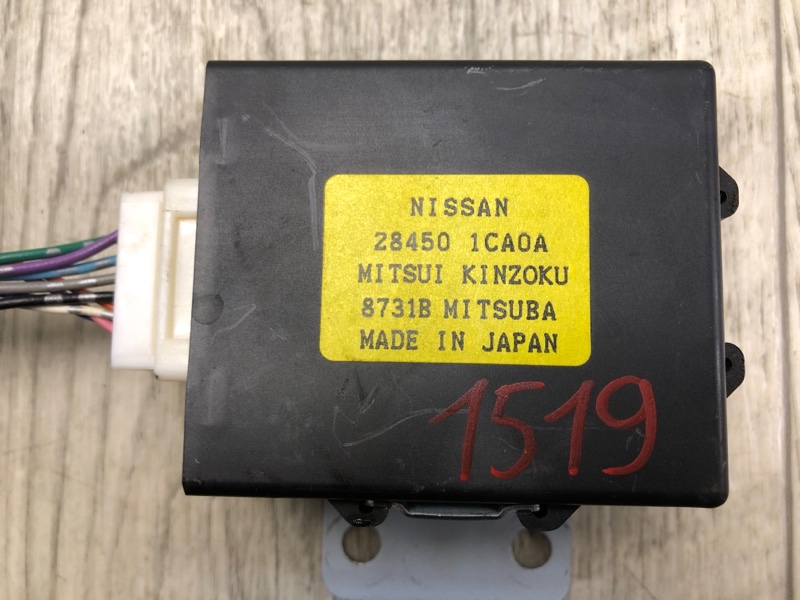 NISSAN
28450 1CA0A
MITSUI KINZOKU
8731B MITSUBA
MADE IN JAPAN
1519